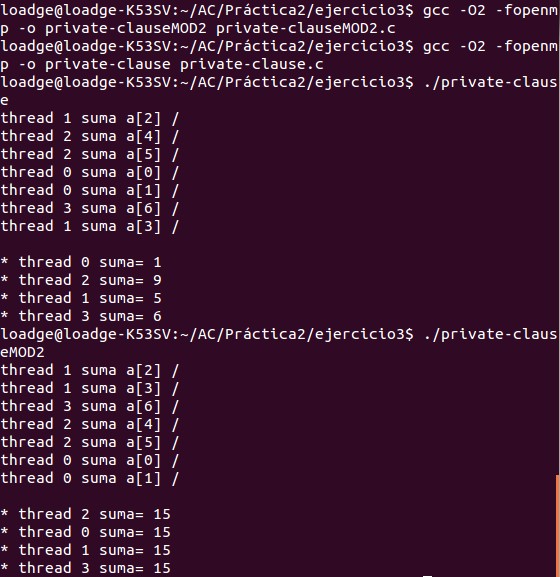 loadge@loadge-K53SV:~/AC/Práctica2/ejercicio3$ gcc -O2 -fopenm
p -o private-clauseMOD2 private-clauseMOD2.c
loadge@loadge-K53SV:~/AC/Práctica2/ejercicio3$ gcc -O2 -fopenm
p -o private-clause private-clause.c
loadge@loadge-K53SV:~/AC/Práctica2/ejercicio3$ ./private-claus
e
thread 1 suma a[2] /
thread 2 suma a[4] /
thread 2 suma a[5] /
thread 0 suma a[0] /
thread 0 suma a[1] /
thread 3 suma a[6] /
thread 1 suma a[3] /

* thread 0 suma= 1
* thread 2 suma= 9
* thread 1 suma= 5
* thread 3 suma= 6
loadge@loadge-K53SV:~/AC/Práctica2/ejercicio3$ ./private-claus
eMOD2
thread 1 suma a[2] /
thread 1 suma a[3] /
thread 3 suma a[6] /
thread 2 suma a[4] /
thread 2 suma a[5] /
thread 0 suma a[0] /
thread 0 suma a[1] /

* thread 2 suma= 15
* thread 0 suma= 15
* thread 1 suma= 15
* thread 3 suma= 15